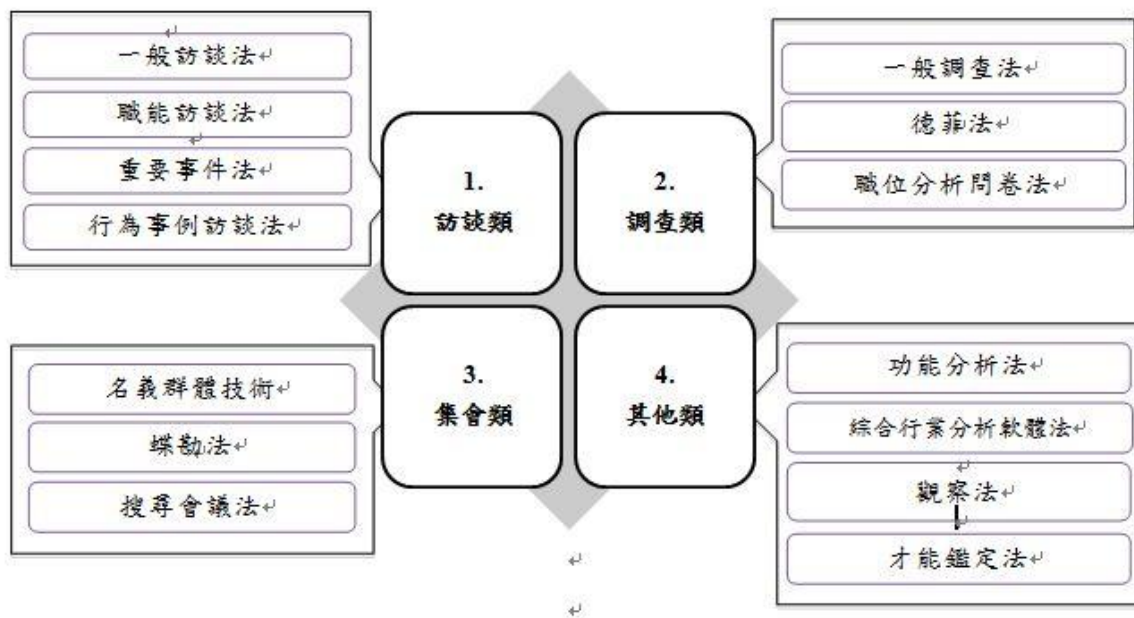 一般訪談法
職能訪談法
重要事件法
行為事例訪談法
1.
訪談類
2.
調查類
一般調查法
德菲法
職位分析問卷法
名義群體技術
蝶勘法
搜尋會議法
3.
集會類
4.
其他類
功能分析法
綜合行業分析軟體法
觀察法
才能鑑定法